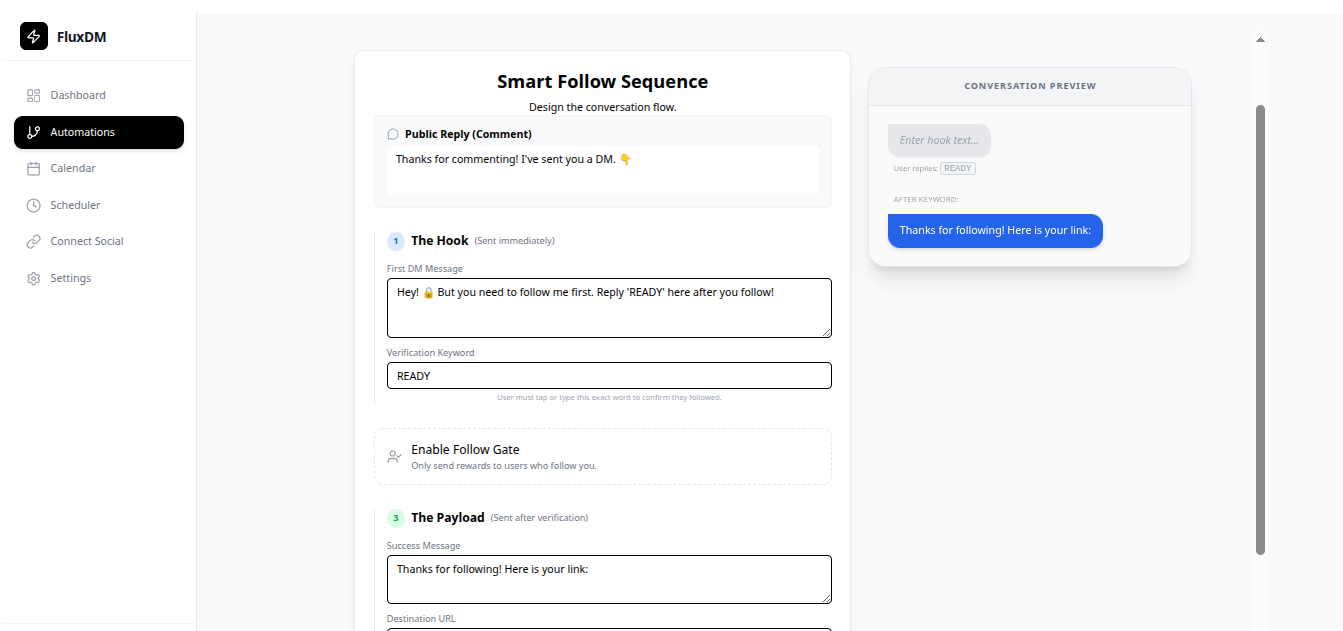 FluxDM
Dashboard
Automations
Calendar
Scheduler
Connect Social
Settings
Smart Follow Sequence
Design the conversation flow.
Public Reply (Comment)
Thanks for commenting! I've sent you a DM. 👇
1 The Hook (Sent immediately)
First DM Message
Hey! 🔒 But you need to follow me first. Reply 'READY' here after you follow!
Verification Keyword
READY
User must tap or type this exact word to confirm they followed.
Enable Follow Gate
Only send rewards to users who follow you.
3 The Payload (Sent after verification)
Success Message
Thanks for following! Here is your link:
Destination URL
CONVERSATION PREVIEW
Enter hook text...
User replies: READY
AFTER KEYWORD:
Thanks for following! Here is your link: